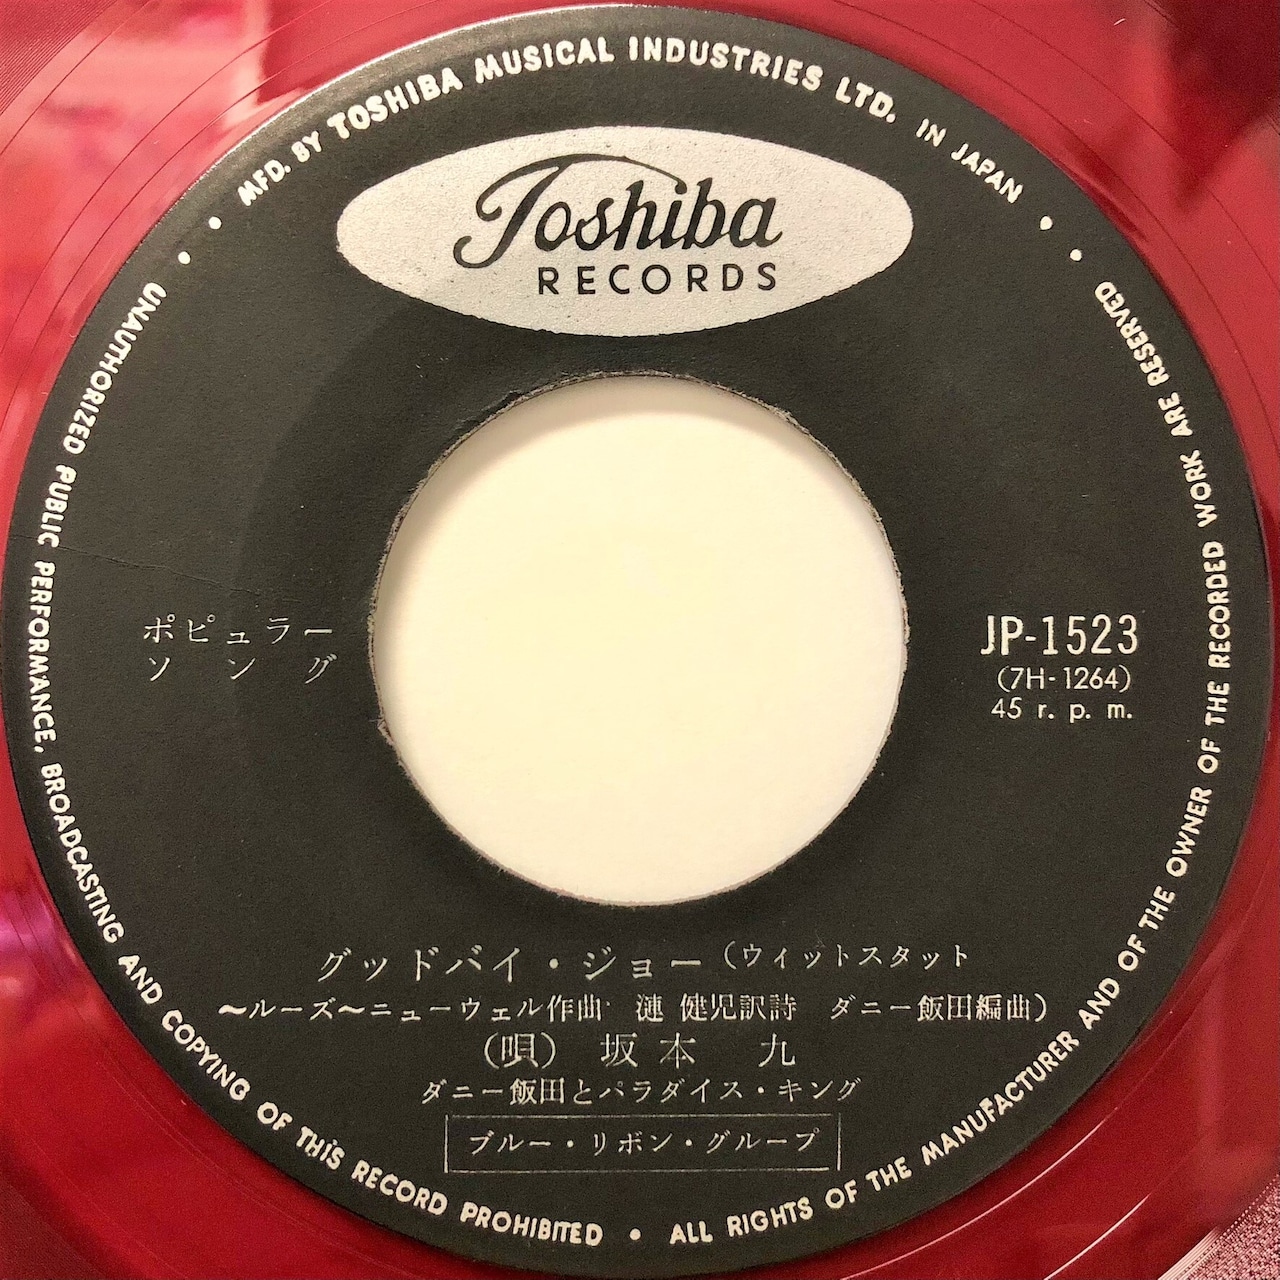 MFD. BY TOSHIBA MUSICAL INDUSTRIES LTD. IN JAPAN
Toshiba
RECORDS
ポピュラー
ソング
JP-1523
(7H-1264)
45 r. p. m.
グッドバイ・ジョー(ウィットスタット
～ルーズ～ニューウェル作曲 漣 健児訳詩 ダニー飯田編曲)
(唄) 坂本 九
ダニー飯田とパラダイス・キング
ブルー・リボン・グループ
ALL RIGHTS OF THE MANUFACTURER AND OF THE OWNER OF THE RECORDED WORK ARE RESERVED
UNAUTHORIZED PUBLIC PERFORMANCE, BROADCASTING AND COPYING OF THiS RECORD PROHIBITED